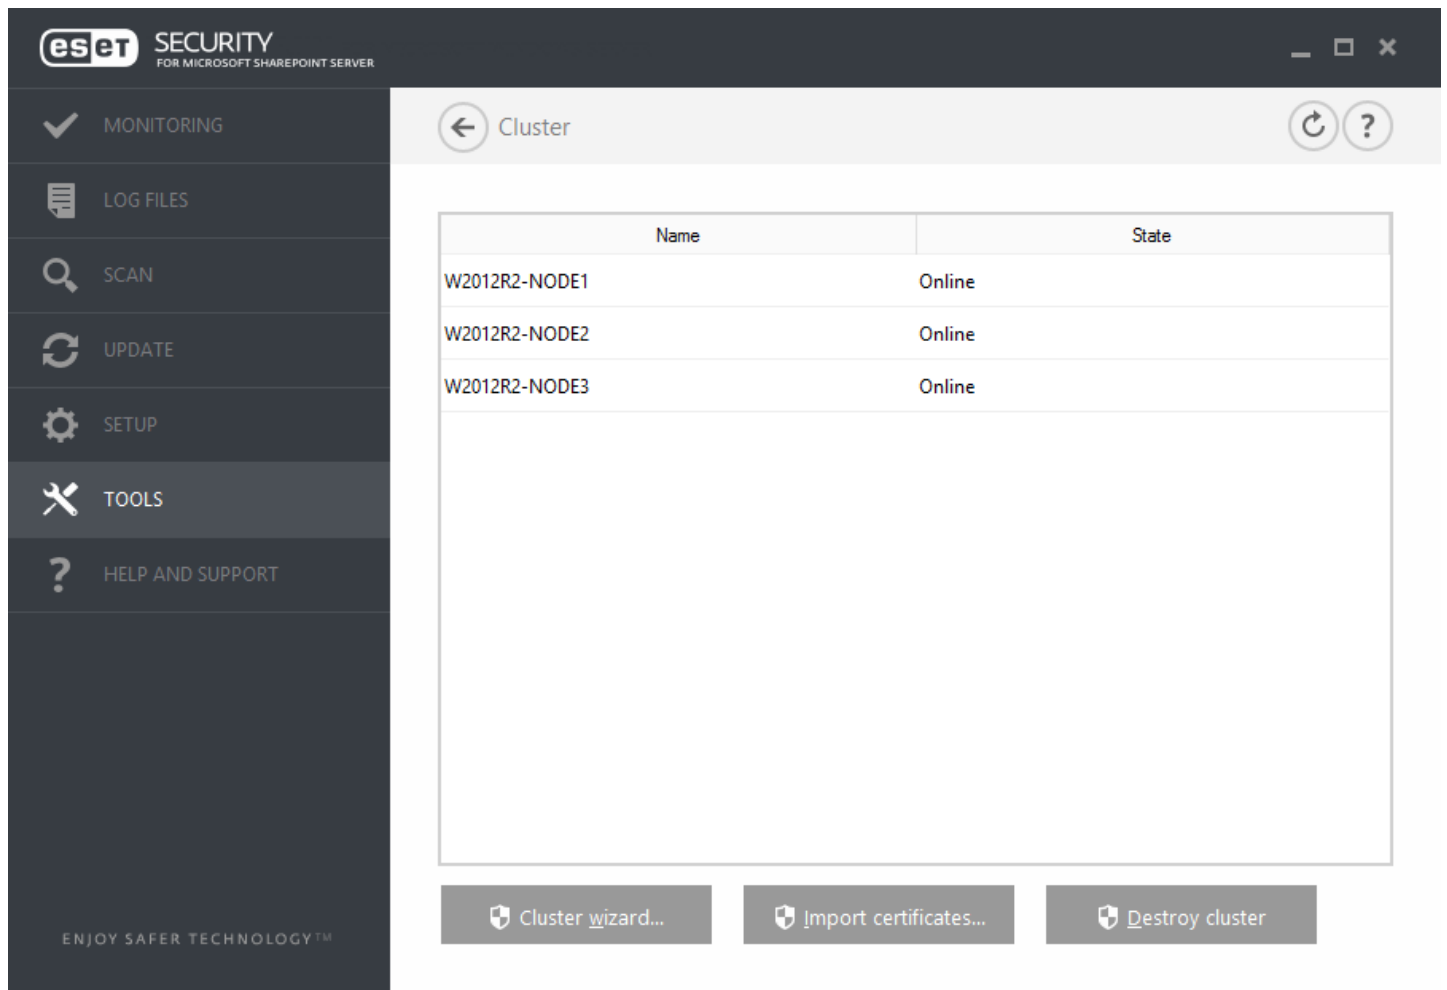 eset SECURITY
FOR MICROSOFT SHAREPOINT SERVER
MONITORING
LOG FILES
SCAN
UPDATE
SETUP
TOOLS
? HELP AND SUPPORT
ENJOY SAFER TECHNOLOGY™
Cluster ?
Name State
W2012R2-NODE1 Online
W2012R2-NODE2 Online
W2012R2-NODE3 Online
Cluster wizard... Import certificates... Destroy cluster